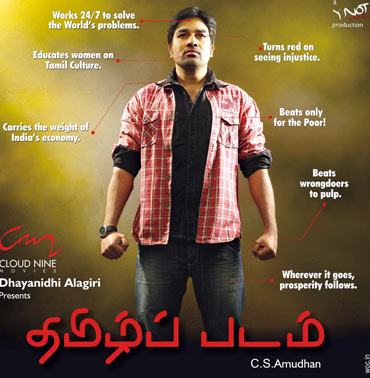 a
Y NOT
production
Works 24/7 to solve
the World's problems.
Turns red on
seeing injustice.
Educates women on
Tamil Culture.
Beats only
for the Poor!
Carries the weight of
India's economy.
Beats
wrongdoers
to pulp.
CLOUD NINE
MOVIES
Dhayanidhi Alagiri
Presents
Wherever it goes,
prosperity follows.
தமிழ்ப் படம்
C.S.Amudhan